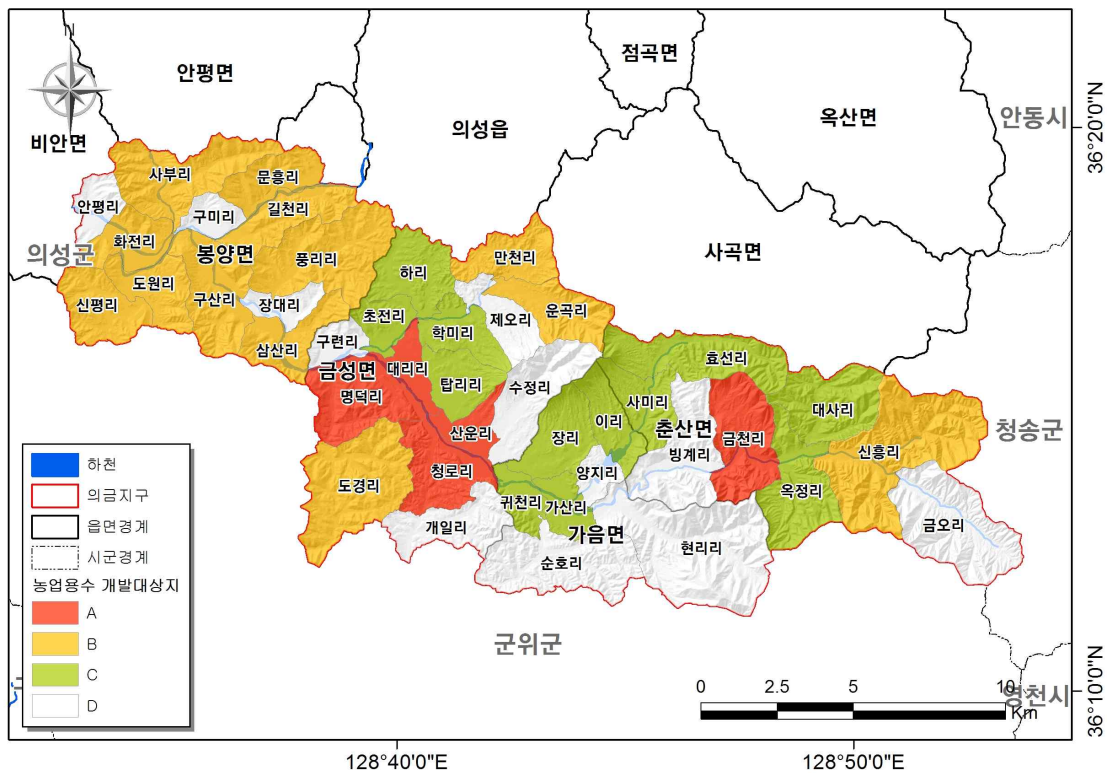 N
안평면
점곡면
비안면
의성읍
옥산면
안동시
36°20'0"N
사부리
문흥리
안평리
구미리
길천리
의성군
화전리
봉양면
풍리리
하리
만천리
사곡면
신평리
도원리
구산리
장대리
운곡리
초전리
학미리
제오리
삼산리
구련리
금성면
대리리
탑리리
수정리
효선리
명덕리
사미리
대사리
산운리
장리
이리
춘산면
금천리
청송군
신흥리
빙계리
청로리
양지리
도경리
귀천리
가산리
옥정리
금오리
개일리
가음면
현리리
순호리
군위군
영천시
36°10'0"N
하천
의금지구
읍면경계
시군경계
농업용수 개발대상지
A
B
C
D
0 2.5 5 10
Km
128°40'0"E
128°50'0"E